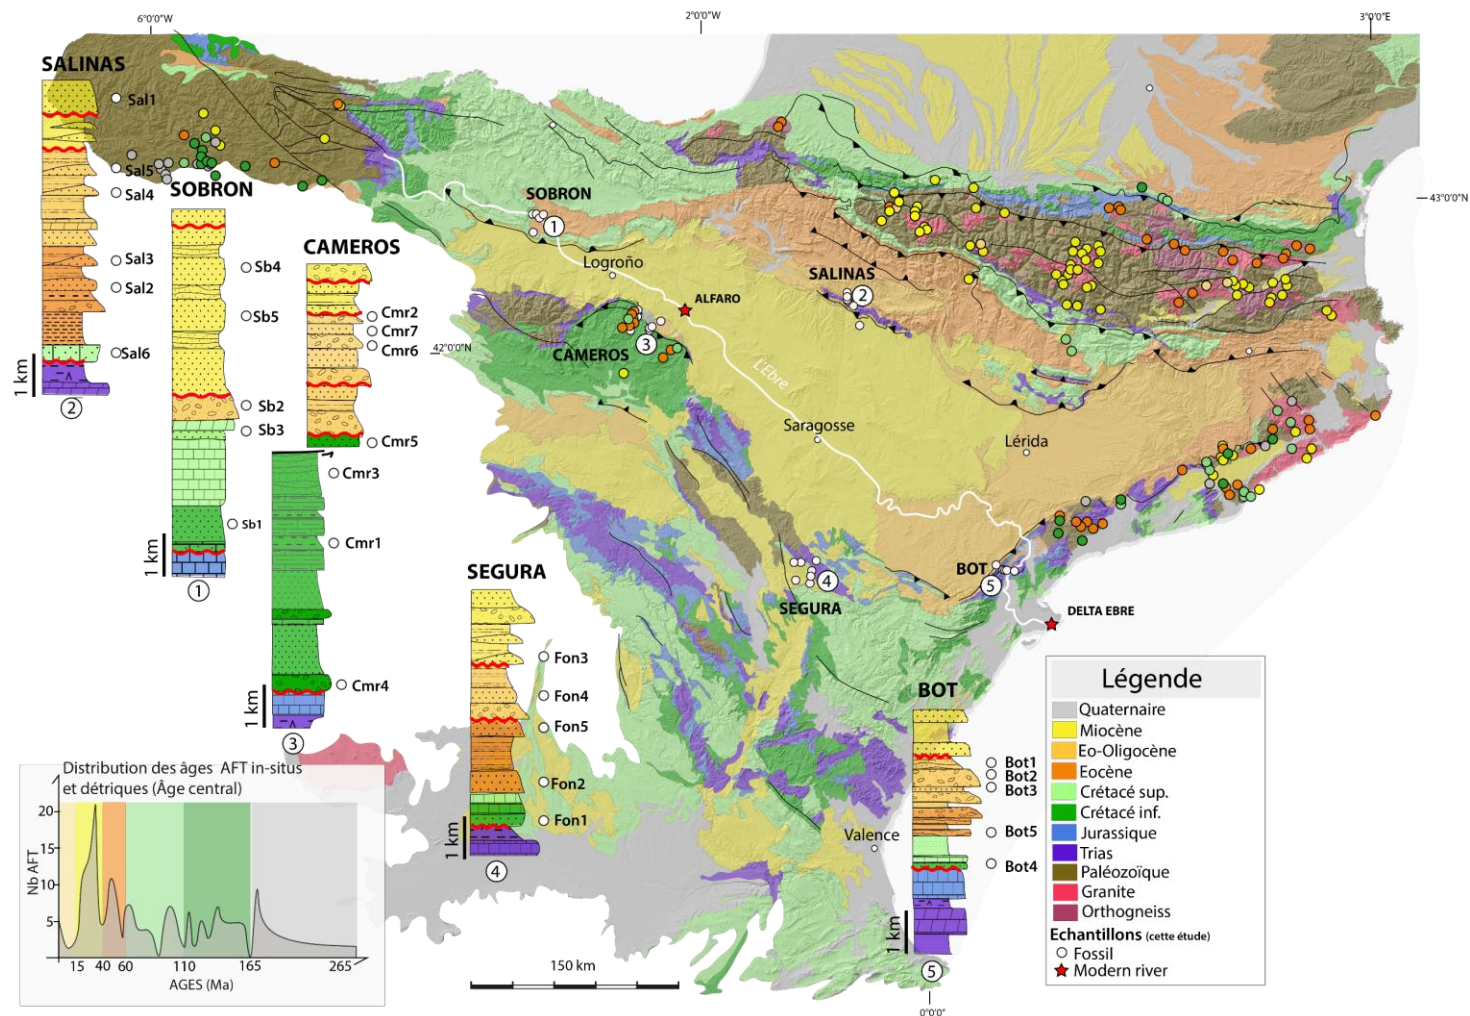 6°0'0"W
2°0'0"W
3°0'0"E
SALINAS
Sal1
Sal5
Sal4
Sal3
Sal2
Sal6
1 km
2
SOBRON
Sb4
Sb5
Sb2
Sb3
Sb1
1 km
1
CAMEROS
Cmr2
Cmr7
Cmr6
Cmr5
Cmr3
Cmr1
Cmr4
1 km
3
SOBRON
1
Logroño
ALFARO
SALINAS
2
43°0'0"N
42°0'0"N
CAMEROS
3
L'Ebre
Saragosse
Lérida
4
SEGURA
BOT
5
DELTA EBRE
Valence
SEGURA
Fon3
Fon4
Fon5
Fon2
Fon1
1 km
4
BOT
Bot1
Bot2
Bot3
Bot5
Bot4
1 km
5
0°0'0"
150 km
Légende
Quaternaire
Miocène
Eo-Oligocène
Eocène
Crétacé sup.
Crétacé inf.
Jurassique
Trias
Paléozoïque
Granite
Orthogneiss
Echantillons (cette étude)
Fossil
Modern river
Distribution des âges AFT in-situs
et détriques (Âge central)
Nb AFT
20
15
10
5
15 40 60 110 165 265
AGES (Ma)